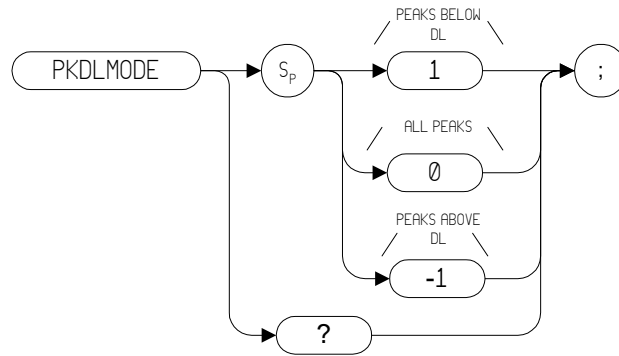 PEAKS BELOW
DL
PKDLMODE
SP
1
;
ALL PEAKS
0
PEAKS ABOVE
DL
-1
?